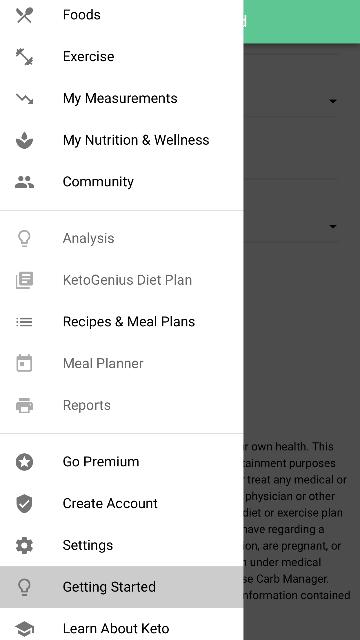 d
Foods
Exercise
My Measurements
My Nutrition & Wellness
Community
Analysis
KetoGenius Diet Plan
Recipes & Meal Plans
Meal Planner
Reports
Go Premium
Create Account
Settings
Getting Started
Learn About Keto
r own health. This
tainment purposes
treat any medical or
physician or other
diet or exercise plan
have regarding a
on, are pregnant, or
n under medical
se Carb Manager.
nformation contained